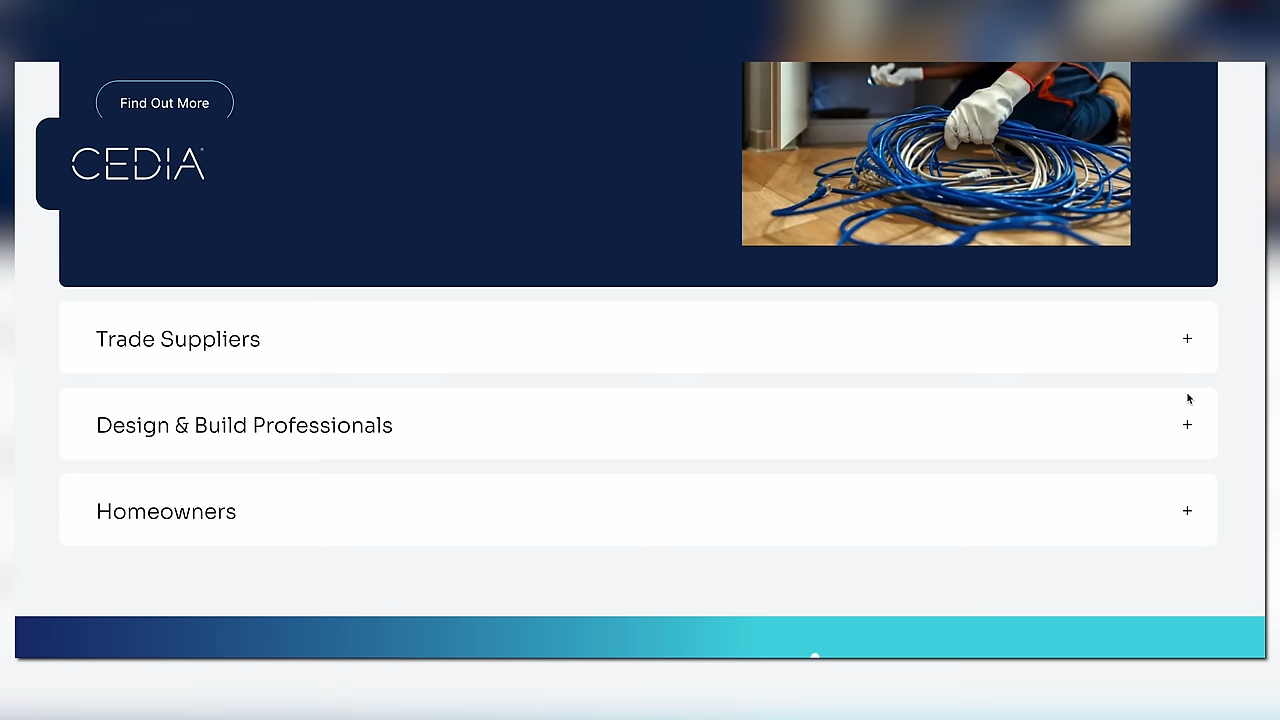 Find Out More
CEDIA
Trade Suppliers
+
Design & Build Professionals
+
Homeowners
+